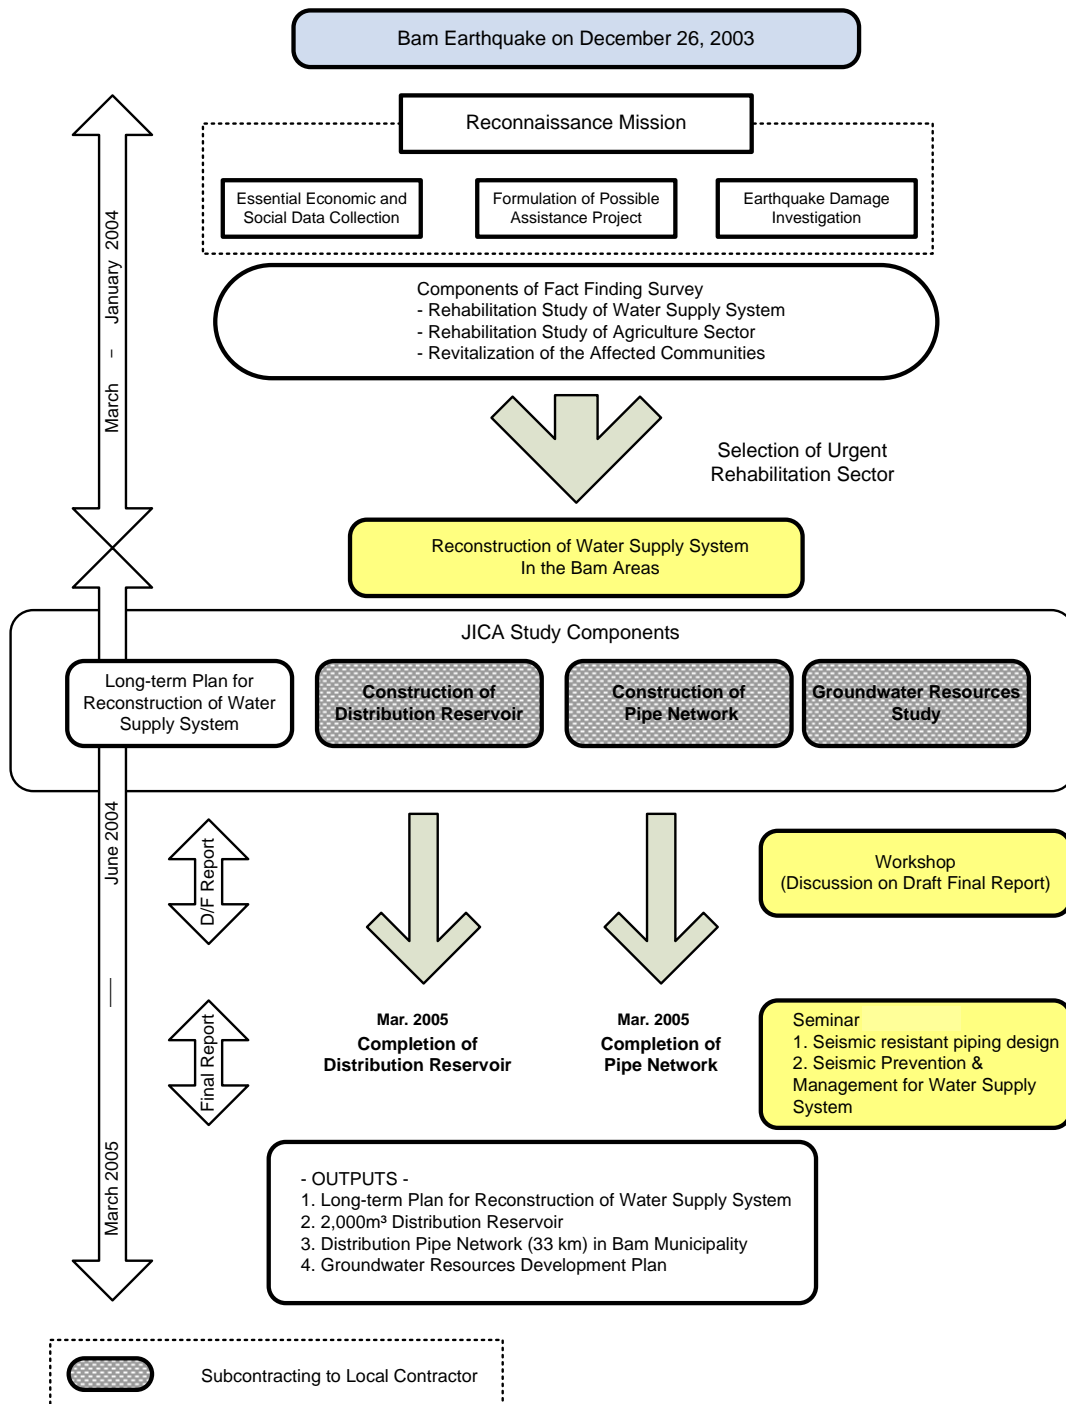 Bam Earthquake on December 26, 2003
Reconnaissance Mission
Essential Economic and
Social Data Collection
Formulation of Possible
Assistance Project
Earthquake Damage
Investigation
March – January 2004
Components of Fact Finding Survey
- Rehabilitation Study of Water Supply System
- Rehabilitation Study of Agriculture Sector
- Revitalization of the Affected Communities
Selection of Urgent
Rehabilitation Sector
Reconstruction of Water Supply System
In the Bam Areas
JICA Study Components
Long-term Plan for
Reconstruction of Water
Supply System
Construction of
Distribution Reservoir
Construction of
Pipe Network
Groundwater Resources
Study
March 2005 — June 2004
D/F Report
Workshop
(Discussion on Draft Final Report)
Final Report
Mar. 2005
Completion of
Distribution Reservoir
Mar. 2005
Completion of
Pipe Network
Seminar
1. Seismic resistant piping design
2. Seismic Prevention &
Management for Water Supply
System
- OUTPUTS -
1. Long-term Plan for Reconstruction of Water Supply System
2. 2,000m³ Distribution Reservoir
3. Distribution Pipe Network (33 km) in Bam Municipality
4. Groundwater Resources Development Plan
Subcontracting to Local Contractor